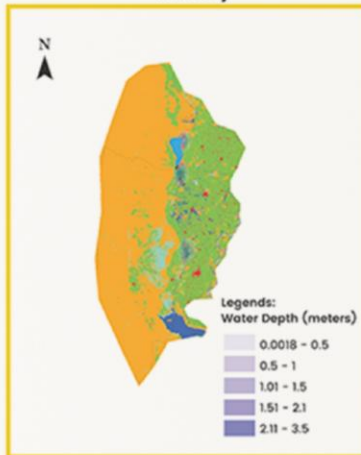 N
Legends:
Water Depth (meters)
0.0018 - 0.5
0.5 - 1
1.01 - 1.5
1.51 - 2.1
2.11 - 3.5